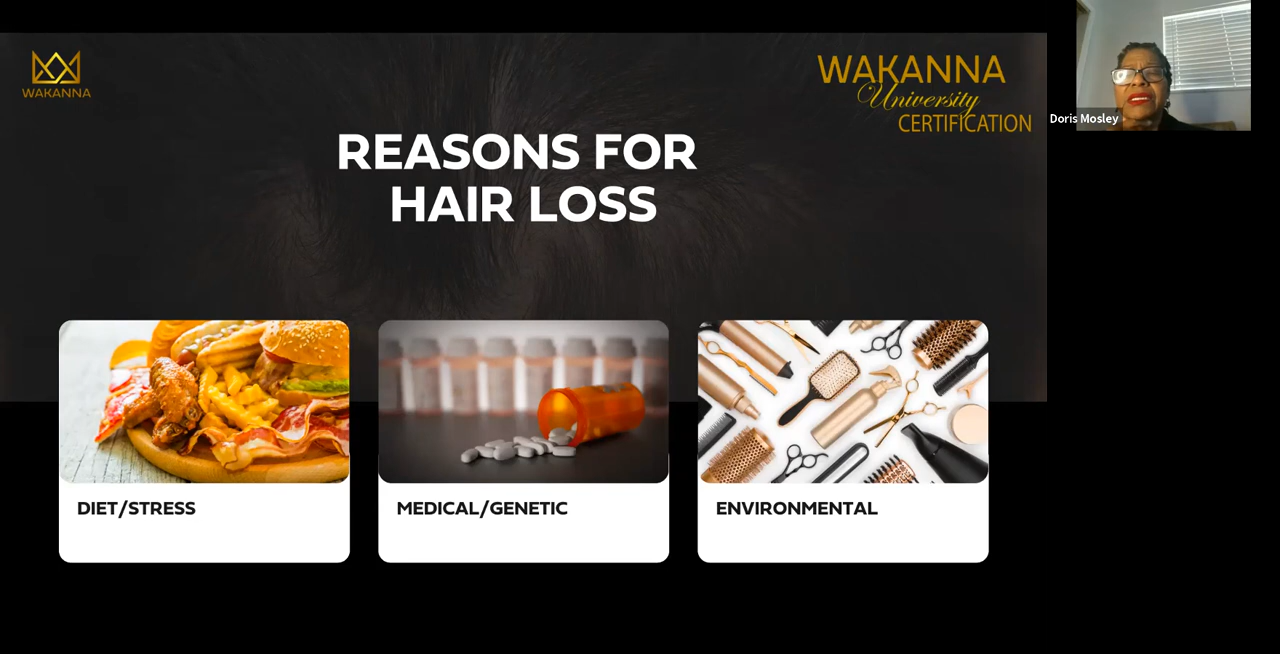 WAKANNA
WAKANNA
University
CERTIFICATION
Doris Mosley
REASONS FOR
HAIR LOSS
DIET/STRESS
MEDICAL/GENETIC
ENVIRONMENTAL